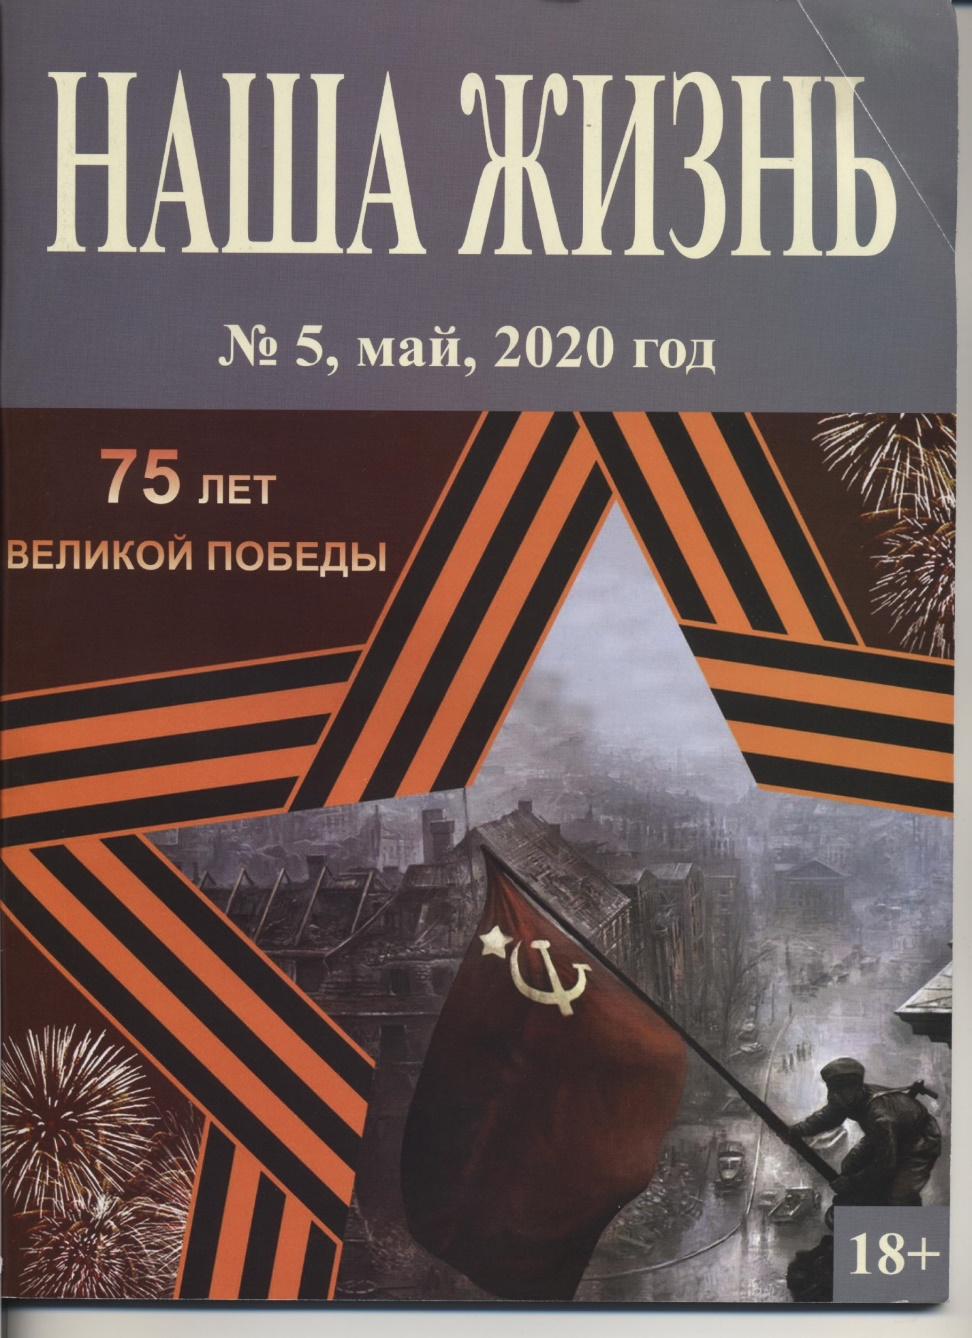 НАША ЖИЗНЬ
№ 5, май, 2020 год
75 ЛЕТ
ВЕЛИКОЙ ПОБЕДЫ
18+